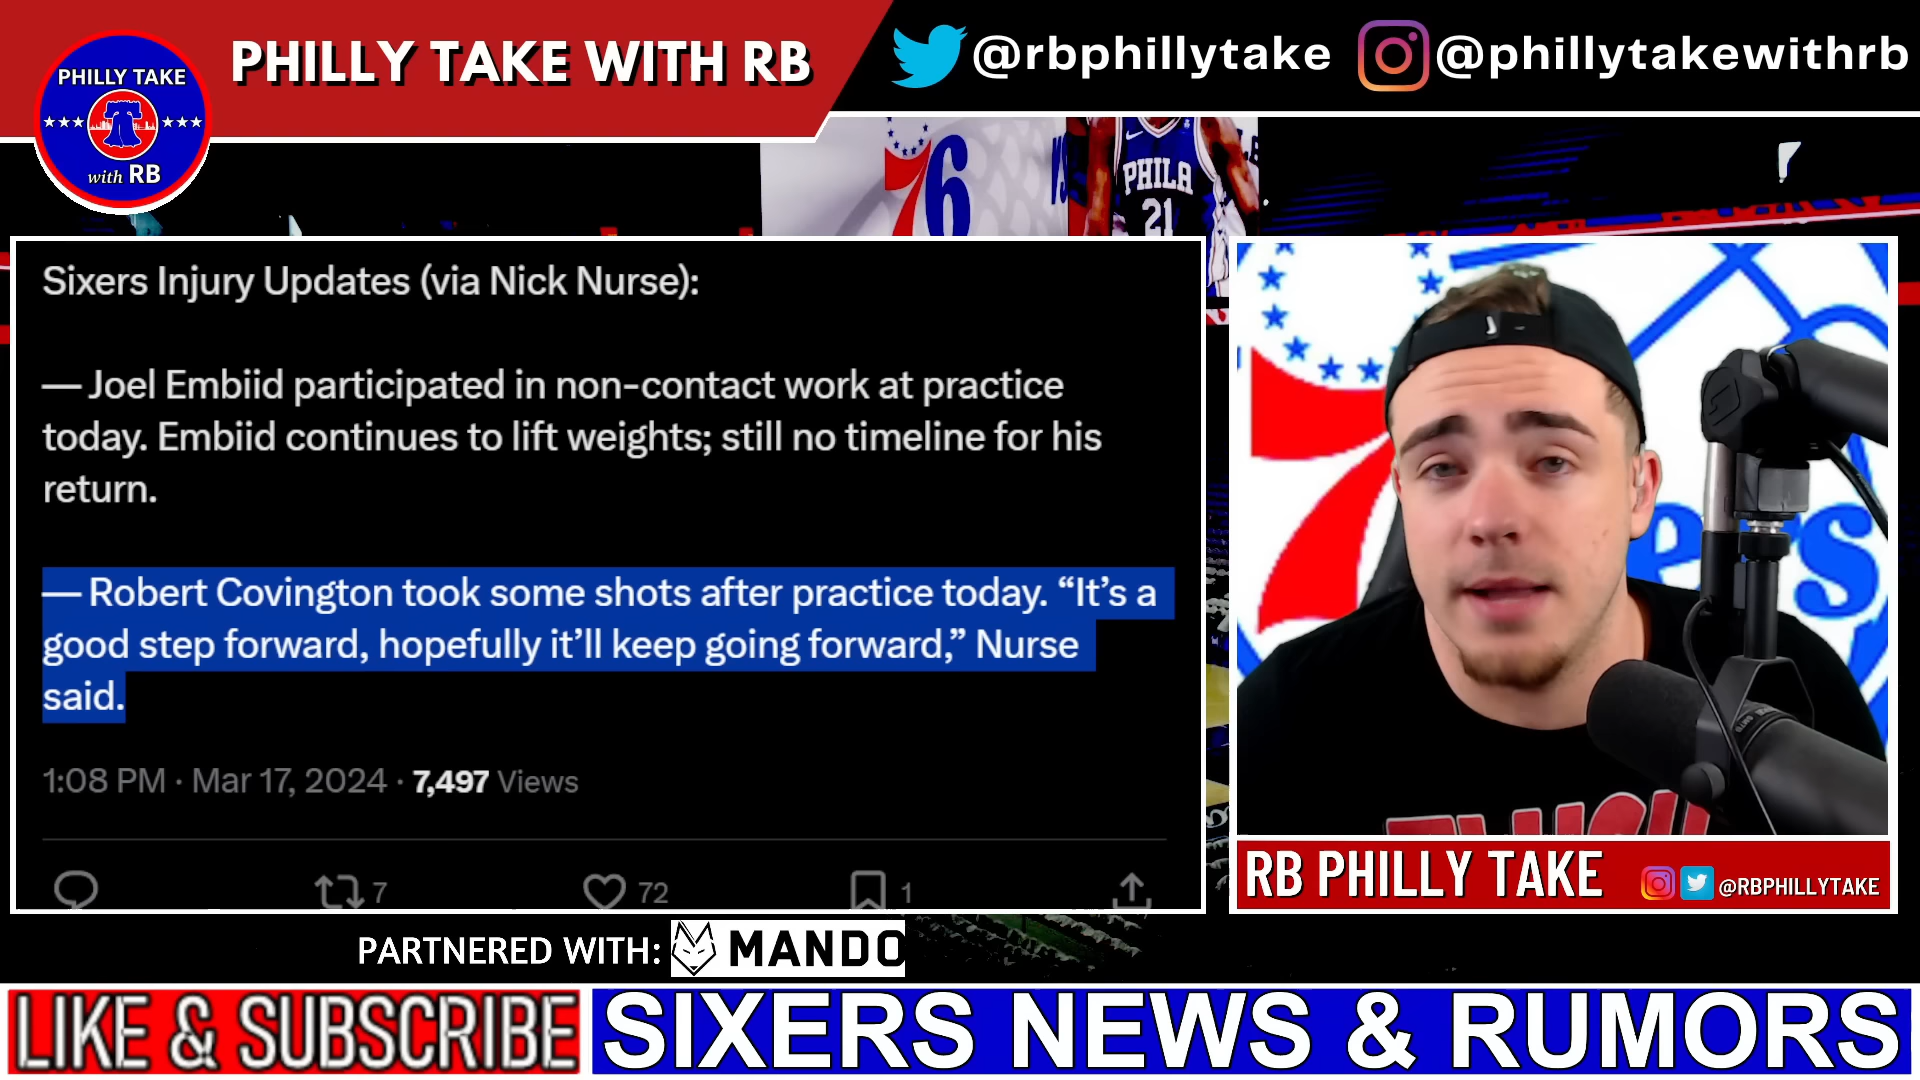 PHILLY TAKE WITH RB
@rbphillytake
@phillytakewithrb
PHILLY TAKE
with RB
76
PHILA
21
Sixers Injury Updates (via Nick Nurse):
— Joel Embiid participated in non-contact work at practice
today. Embiid continues to lift weights; still no timeline for his
return.
— Robert Covington took some shots after practice today. “It’s a
good step forward, hopefully it’ll keep going forward,” Nurse
said.
1:08 PM · Mar 17, 2024 · 7,497 Views
7
72
1
RB PHILLY TAKE
@RBPHILLYTAKE
PARTNERED WITH:
MANDO
LIKE & SUBSCRIBE
SIXERS NEWS & RUMORS